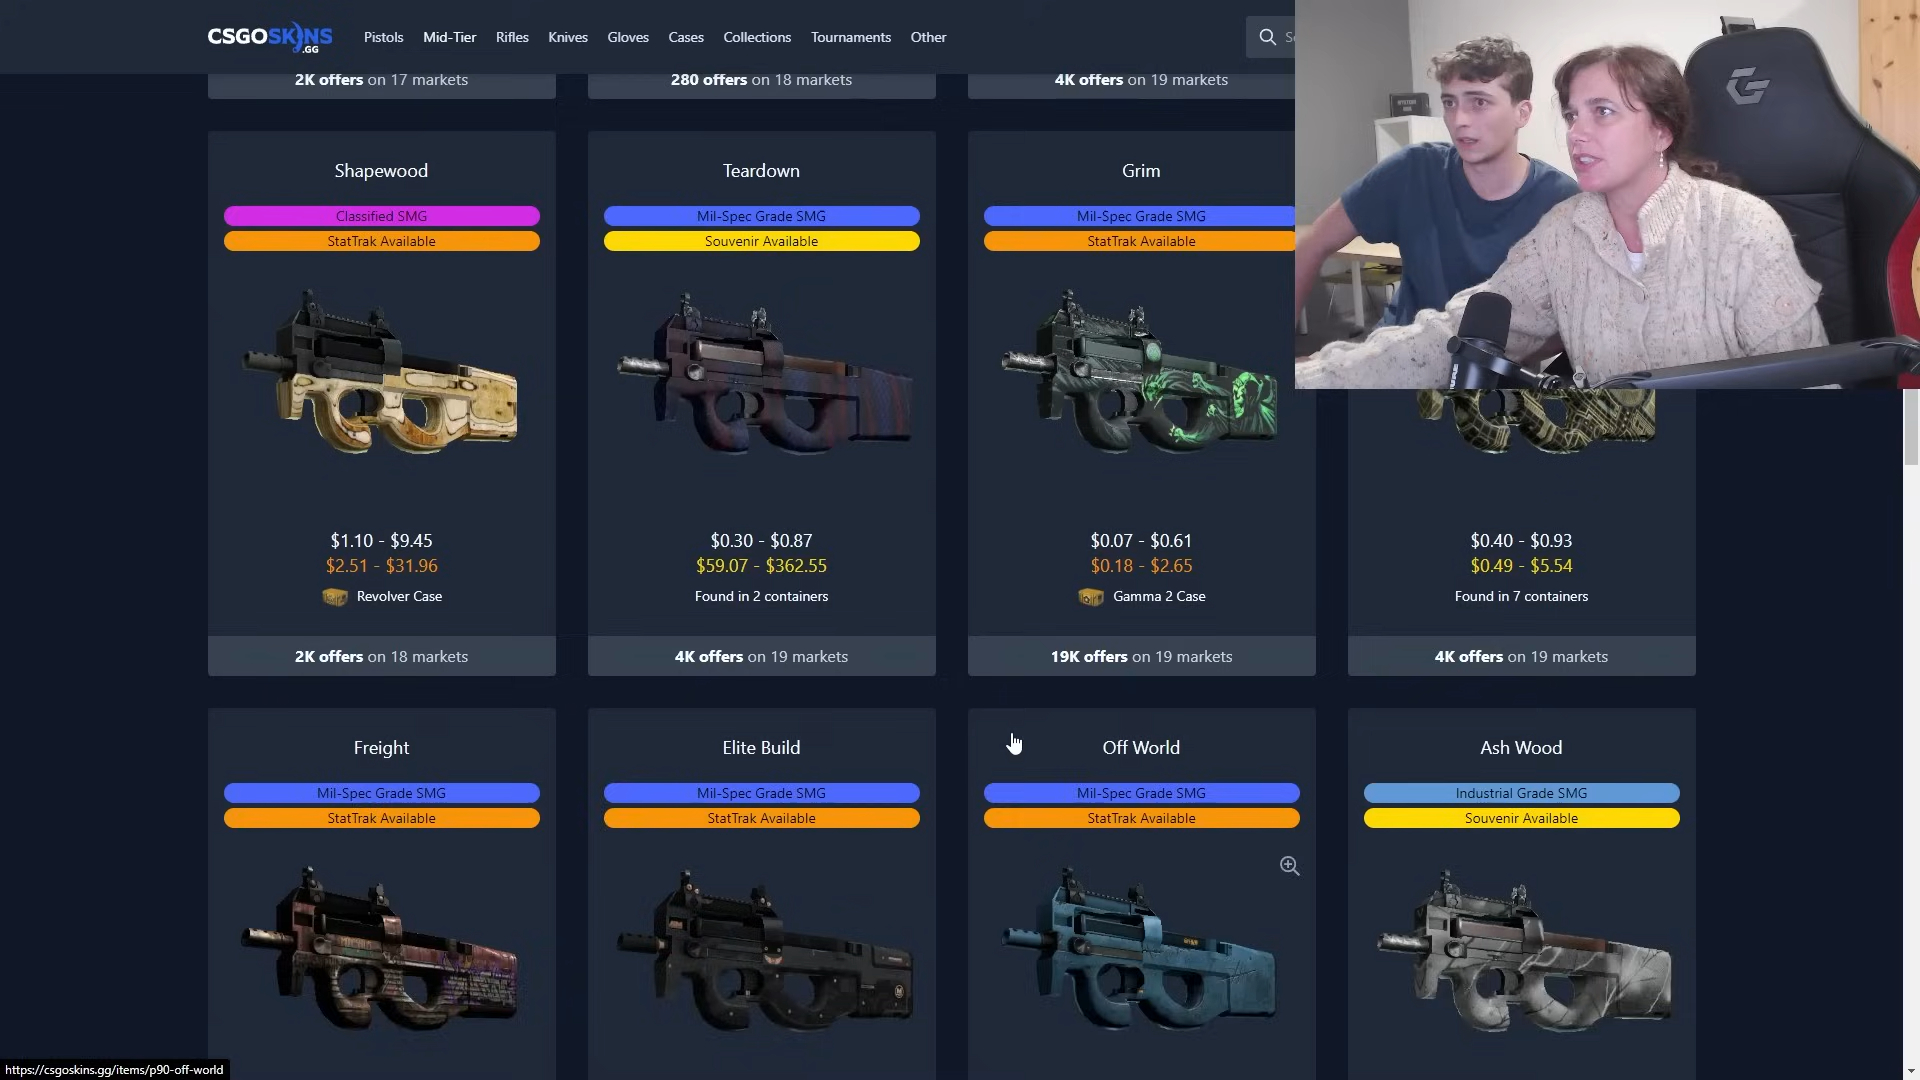 CSGOSKINS.GG
Pistols
Mid-Tier
Rifles
Knives
Gloves
Cases
Collections
Tournaments
Other
2K offers on 17 markets
280 offers on 18 markets
4K offers on 19 markets
Shapewood
Classified SMG
StatTrak Available
$1.10 - $9.45
$2.51 - $31.96
Revolver Case
2K offers on 18 markets
Teardown
Mil-Spec Grade SMG
Souvenir Available
$0.30 - $0.87
$59.07 - $362.55
Found in 2 containers
4K offers on 19 markets
Grim
Mil-Spec Grade SMG
StatTrak Available
$0.07 - $0.61
$0.18 - $2.65
Gamma 2 Case
19K offers on 19 markets
$0.40 - $0.93
$0.49 - $5.54
Found in 7 containers
4K offers on 19 markets
Freight
Mil-Spec Grade SMG
StatTrak Available
Elite Build
Mil-Spec Grade SMG
StatTrak Available
Off World
Mil-Spec Grade SMG
StatTrak Available
Ash Wood
Industrial Grade SMG
Souvenir Available
https://csgoskins.gg/items/p90-off-world